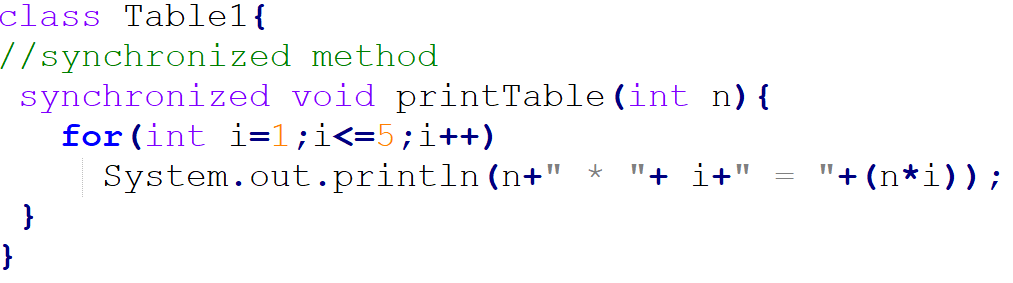 class Table1{
//synchronized method
synchronized void printTable(int n){
for(int i=1;i<=5;i++)
System.out.println(n+" * "+ i+" = "+(n*i));
}
}